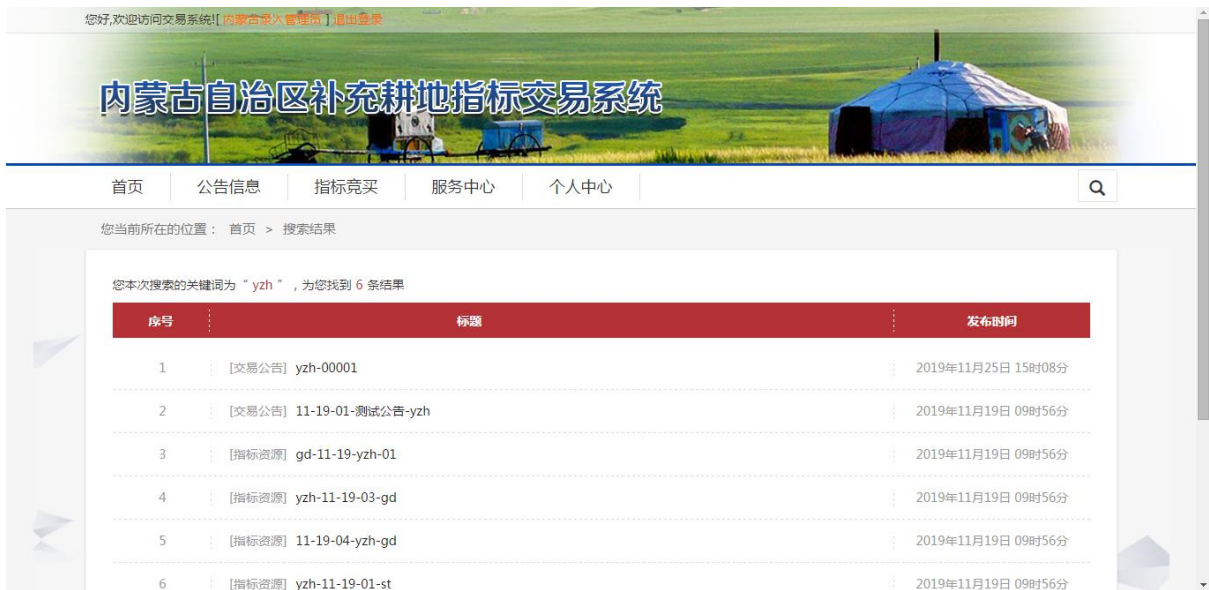 您好,欢迎访问交易系统![ 内蒙古录入管理员 ] 退出登录
内蒙古自治区补充耕地指标交易系统
首页 公告信息 指标竞买 服务中心 个人中心
您当前所在的位置： 首页 > 搜索结果
您本次搜索的关键词为“ yzh ”，为您找到 6 条结果
序号 标题 发布时间
1 [交易公告] yzh-00001 2019年11月25日 15时08分
2 [交易公告] 11-19-01-测试公告-yzh 2019年11月19日 09时56分
3 [指标资源] gd-11-19-yzh-01 2019年11月19日 09时56分
4 [指标资源] yzh-11-19-03-gd 2019年11月19日 09时56分
5 [指标资源] 11-19-04-yzh-gd 2019年11月19日 09时56分
6 [指标资源] yzh-11-19-01-st 2019年11月19日 09时56分